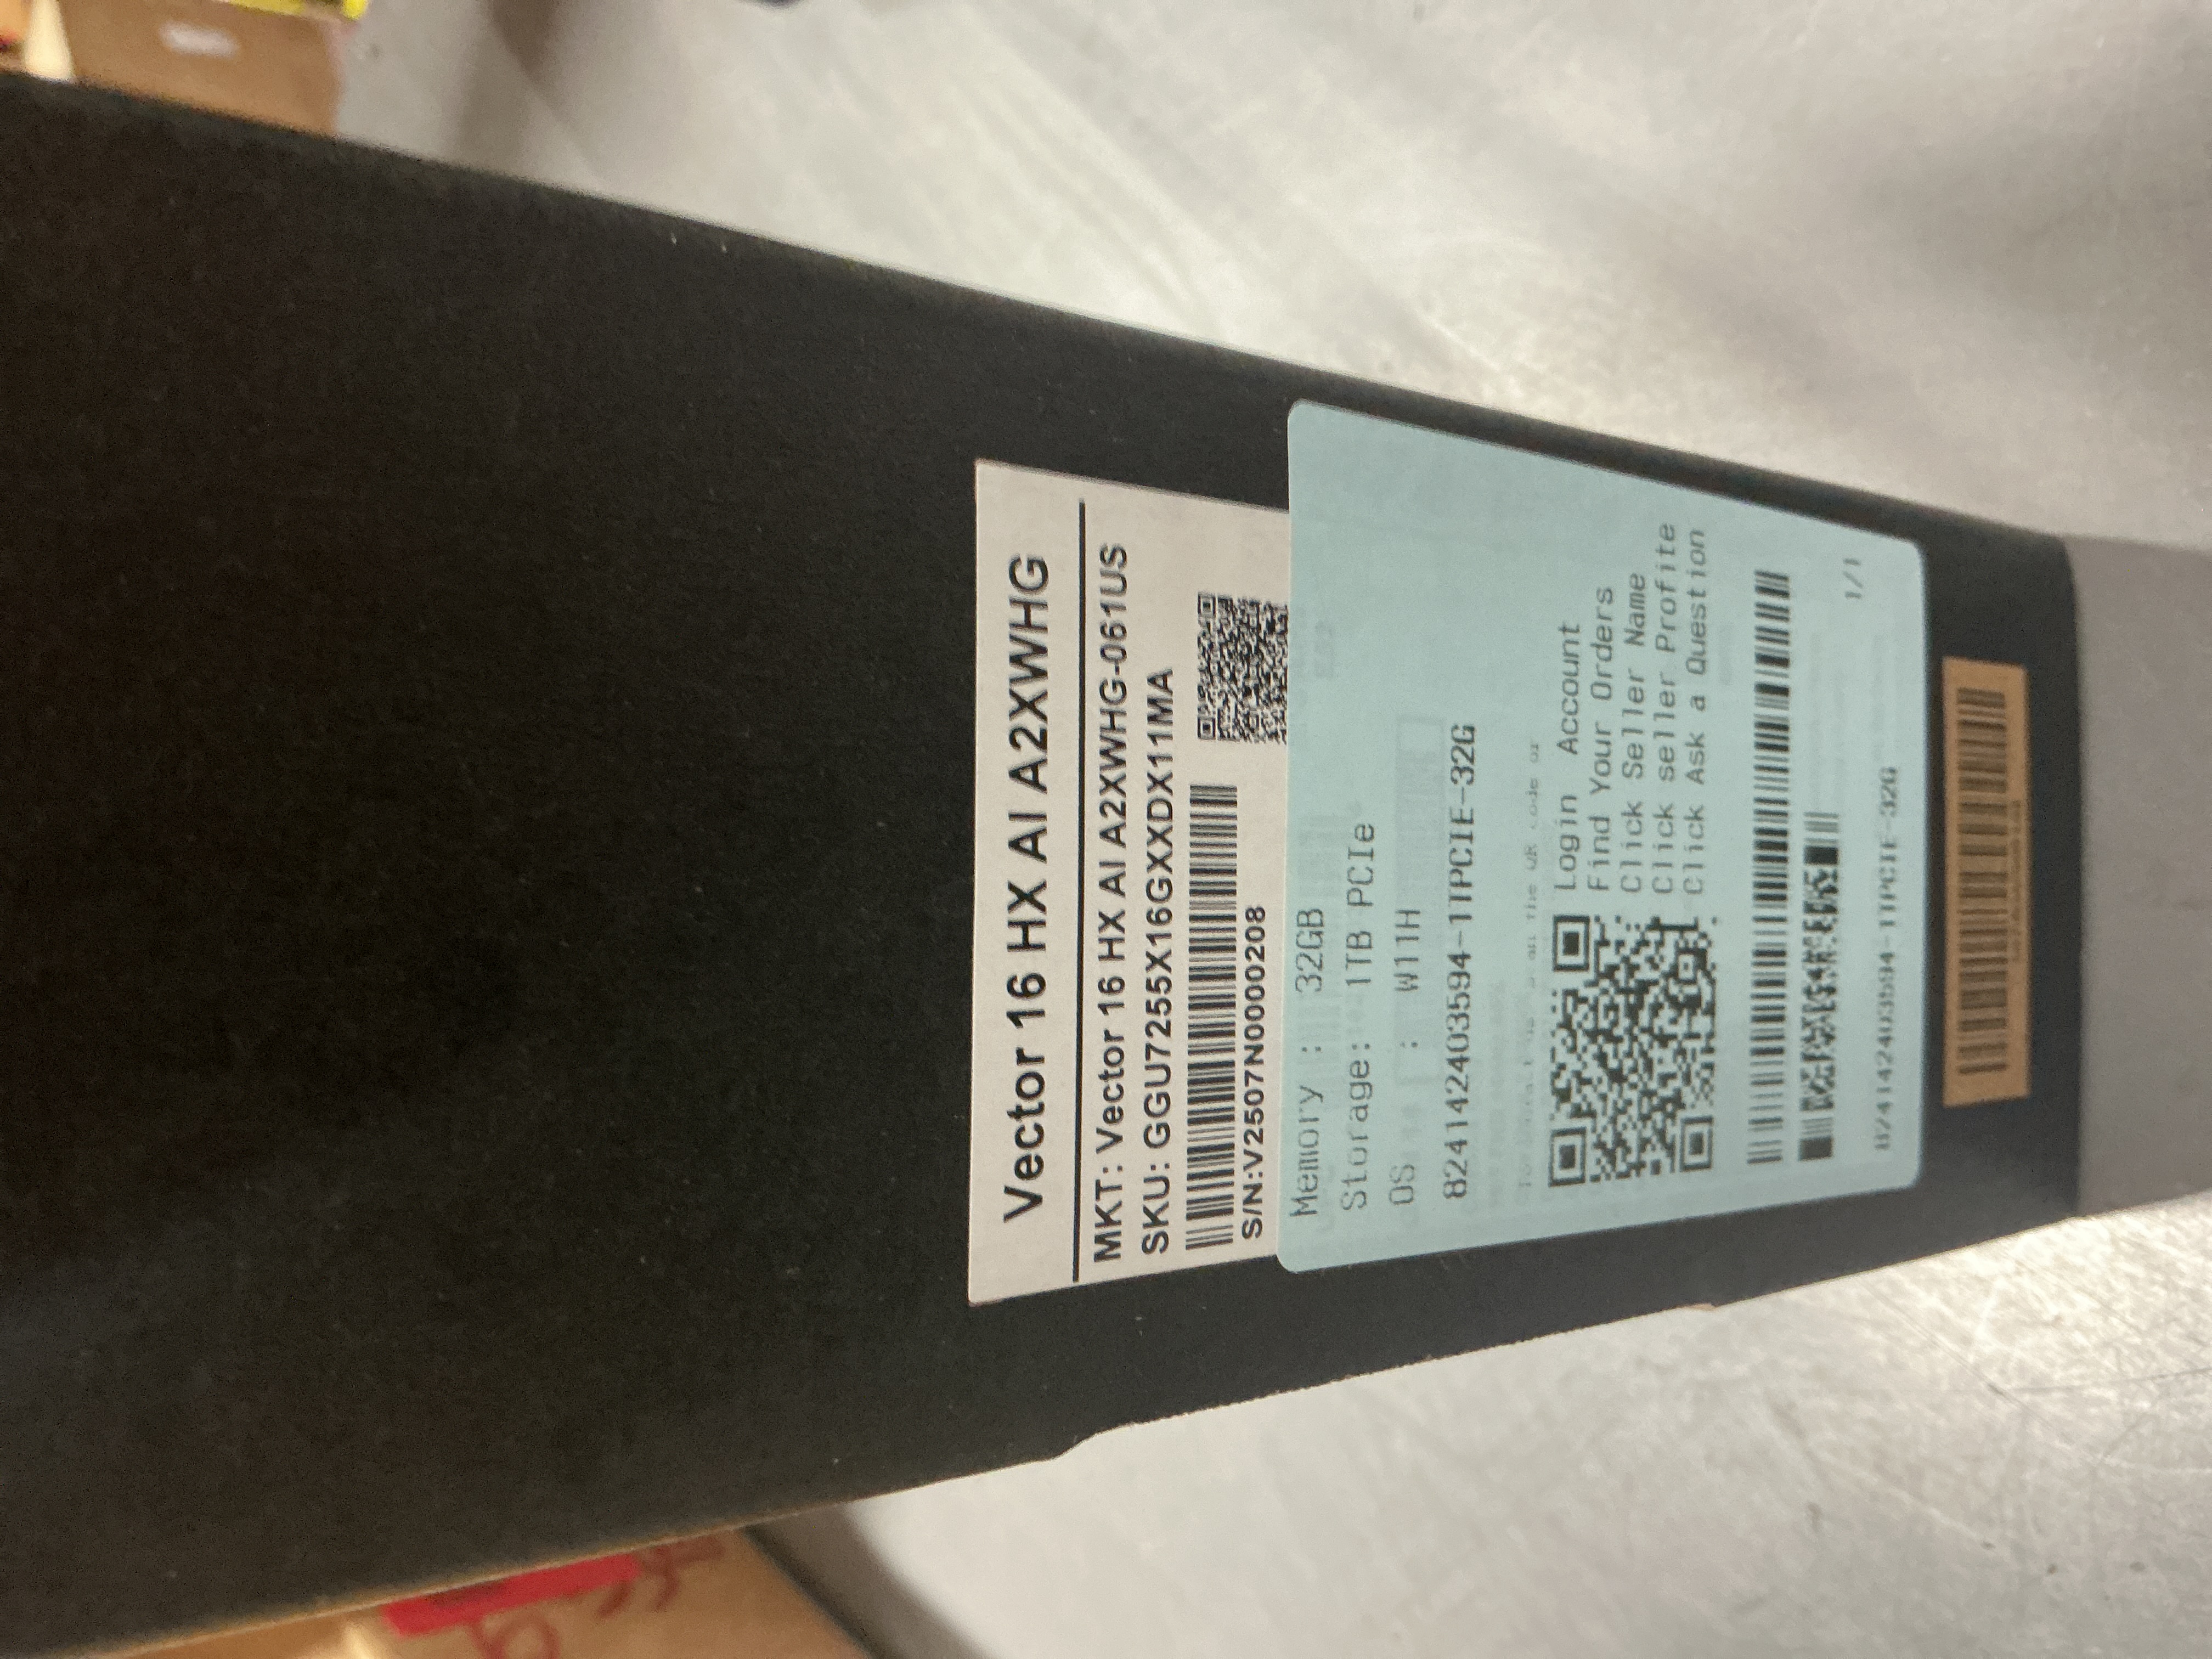 Vector 16 HX AI A2XWHG
MKT: Vector 16 HX AI A2XWHG-061US
SKU: GGU7255X16GXXDX11MA
S/N:V2507N0000208
Memory : 32GB
Storage: 1TB PCIe
OS : W11H
824142403594-1TPCIE-32G
Login Account
Find Your Orders
Click Seller Name
Click seller Profite
Click Ask a Question
1/1
824142403594-1TPCIE-32G